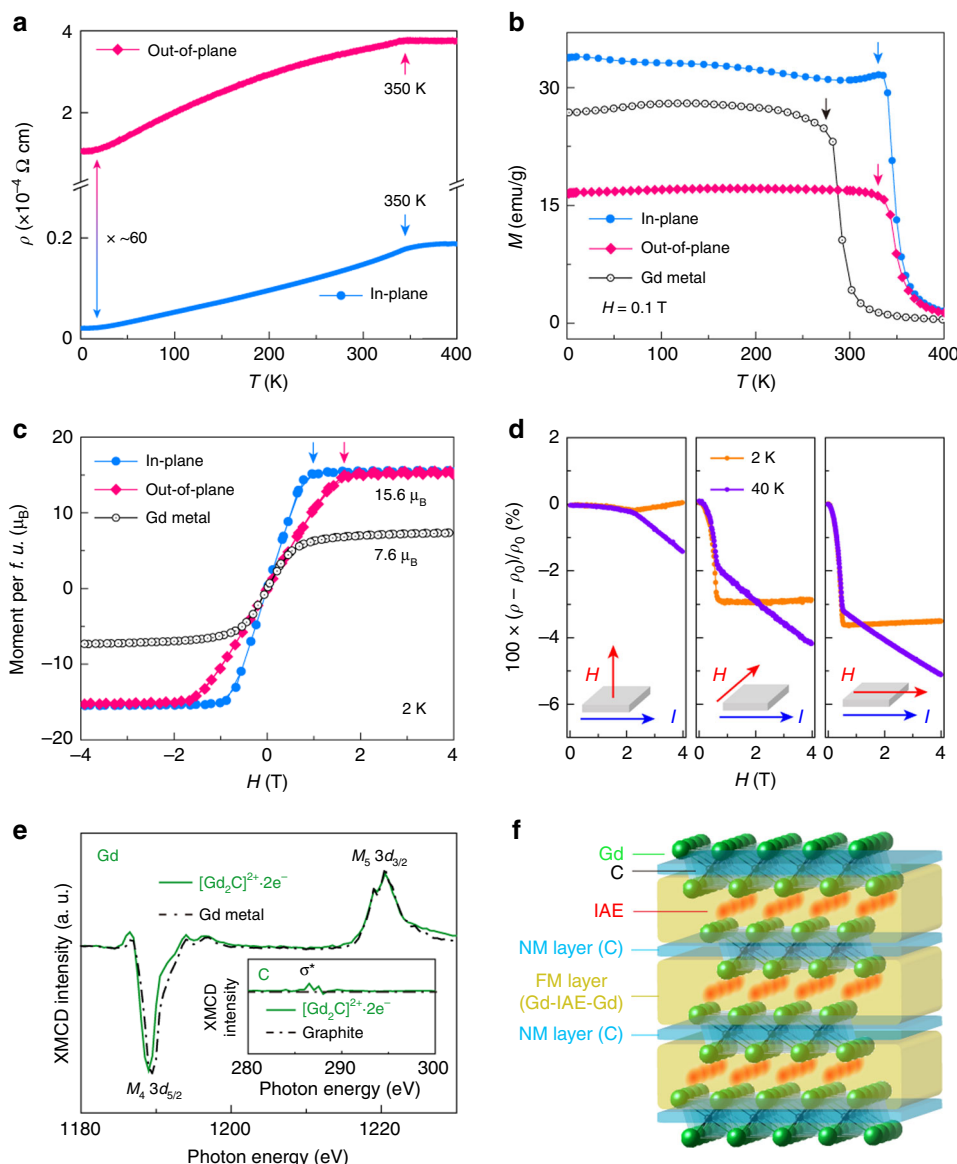 a
Out-of-plane
350 K
350 K
× ~60
In-plane
ρ (×10⁻⁴ Ω cm)
4
2
0.2
0
0 100 200 300 400
T (K)
b
In-plane
Out-of-plane
Gd metal
H = 0.1 T
M (emu/g)
30
15
0
0 100 200 300 400
T (K)
c
In-plane
Out-of-plane
Gd metal
15.6 μB
7.6 μB
2 K
Moment per f. u. (μB)
20
10
0
−10
−20
−4 −2 0 2 4
H (T)
d
2 K
40 K
100 × (ρ − ρ₀)/ρ₀ (%)
2
0
−2
−4
−6
H
I
H
I
H
I
0 2 4 0 2 4 0 2 4
H (T)
e
Gd
[Gd₂C]²⁺·2e⁻
Gd metal
M₅ 3d₃/₂
M₄ 3d₅/₂
XMCD intensity (a. u.)
1180 1200 1220
Photon energy (eV)
C
σ*
[Gd₂C]²⁺·2e⁻
Graphite
XMCD
intensity
280 290 300
Photon energy (eV)
f
Gd
C
IAE
NM layer (C)
FM layer
(Gd-IAE-Gd)
NM layer (C)